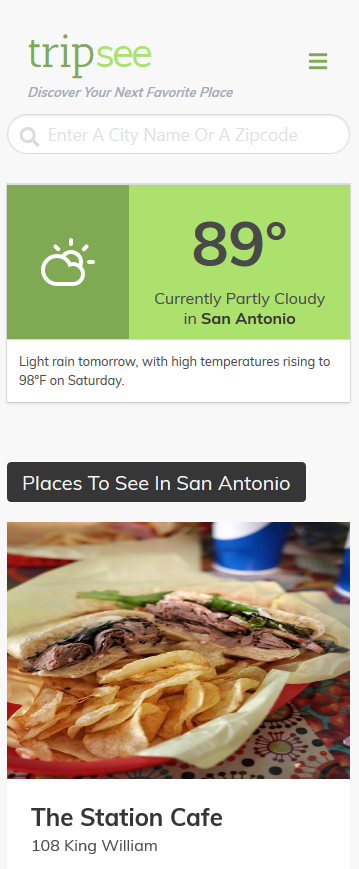 tripsee
Discover Your Next Favorite Place
Enter A City Name Or A Zipcode
89°
Currently Partly Cloudy
in San Antonio
Light rain tomorrow, with high temperatures rising to
98°F on Saturday.
Places To See In San Antonio
The Station Cafe
108 King William